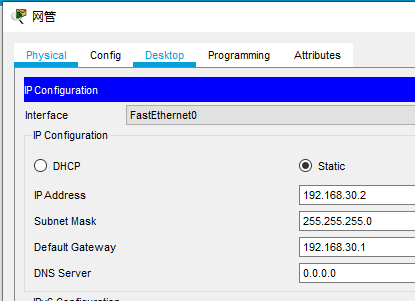 网管
Physical Config Desktop Programming Attributes
IP Configuration
Interface FastEthernet0
IP Configuration
DHCP Static
IP Address 192.168.30.2
Subnet Mask 255.255.255.0
Default Gateway 192.168.30.1
DNS Server 0.0.0.0
IPv6 Configuration